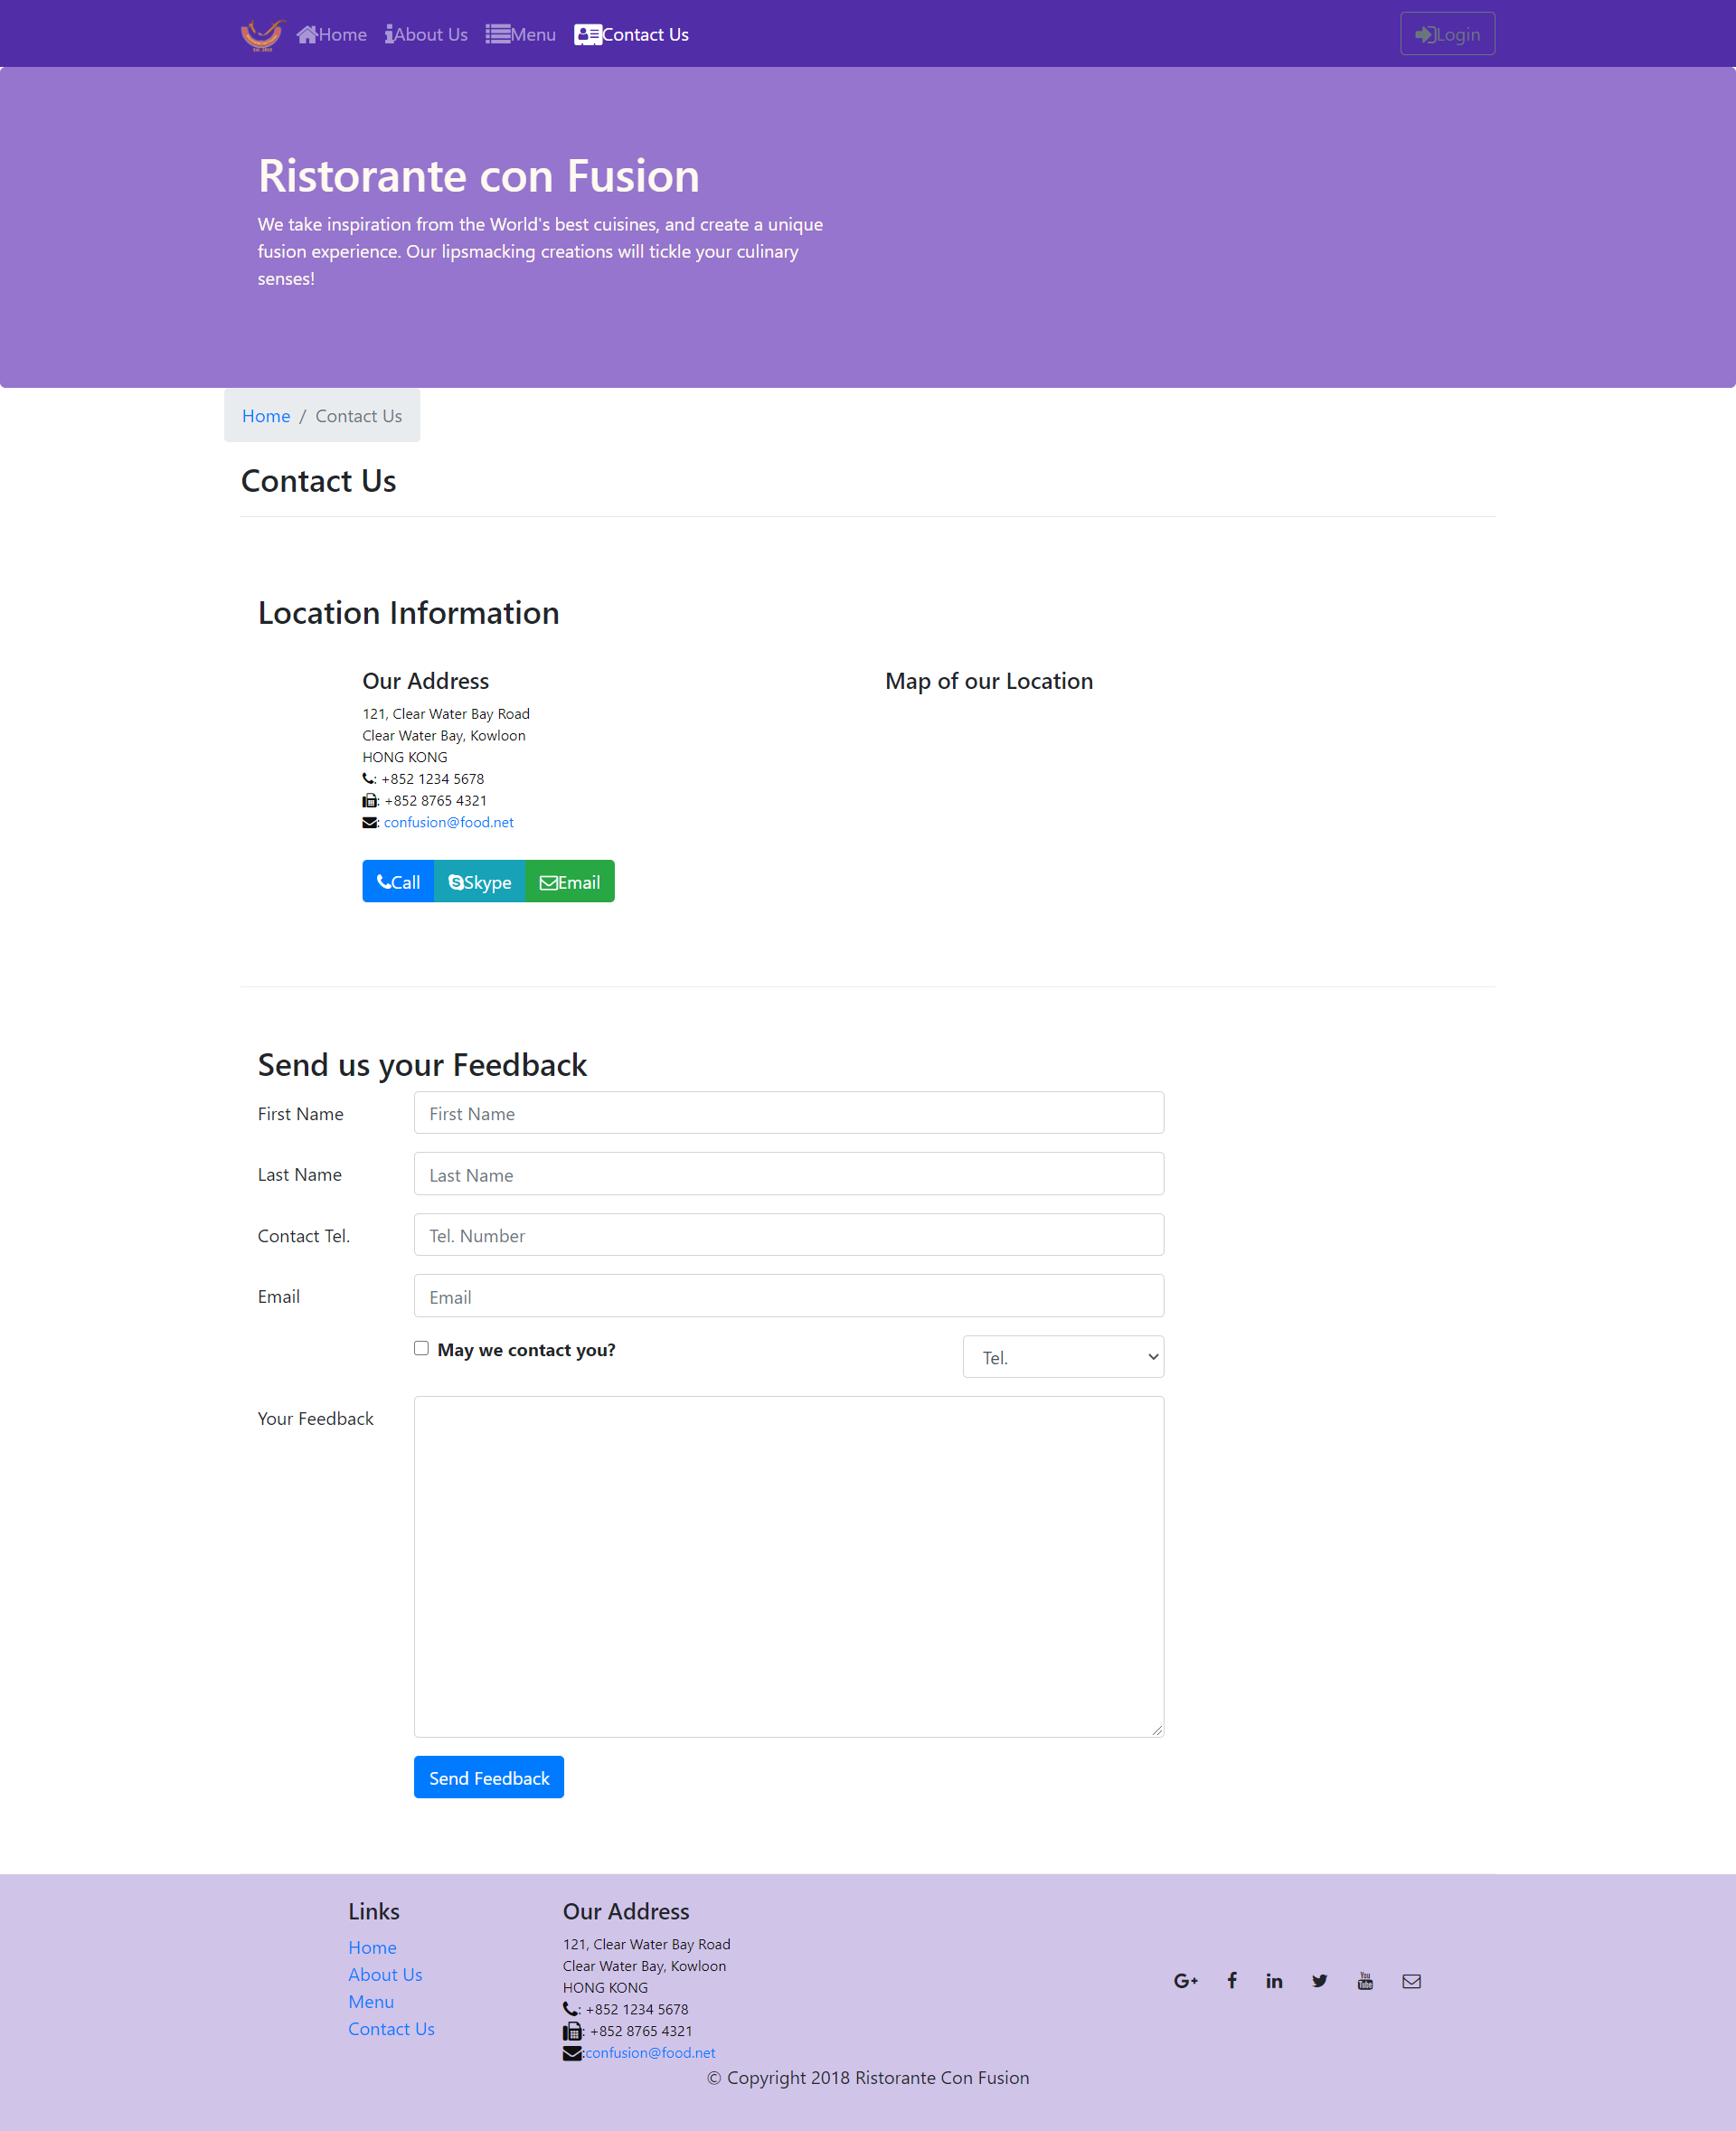 Home About Us Menu Contact Us Login
Ristorante con Fusion
We take inspiration from the World's best cuisines, and create a unique
fusion experience. Our lipsmacking creations will tickle your culinary
senses!
Home / Contact Us
Contact Us
Location Information
Our Address
121, Clear Water Bay Road
Clear Water Bay, Kowloon
HONG KONG
: +852 1234 5678
: +852 8765 4321
: confusion@food.net
Call Skype Email
Map of our Location
Send us your Feedback
First Name First Name
Last Name Last Name
Contact Tel. Tel. Number
Email Email
May we contact you? Tel.
Your Feedback
Send Feedback
Links
Home
About Us
Menu
Contact Us
Our Address
121, Clear Water Bay Road
Clear Water Bay, Kowloon
HONG KONG
: +852 1234 5678
: +852 8765 4321
:confusion@food.net
© Copyright 2018 Ristorante Con Fusion